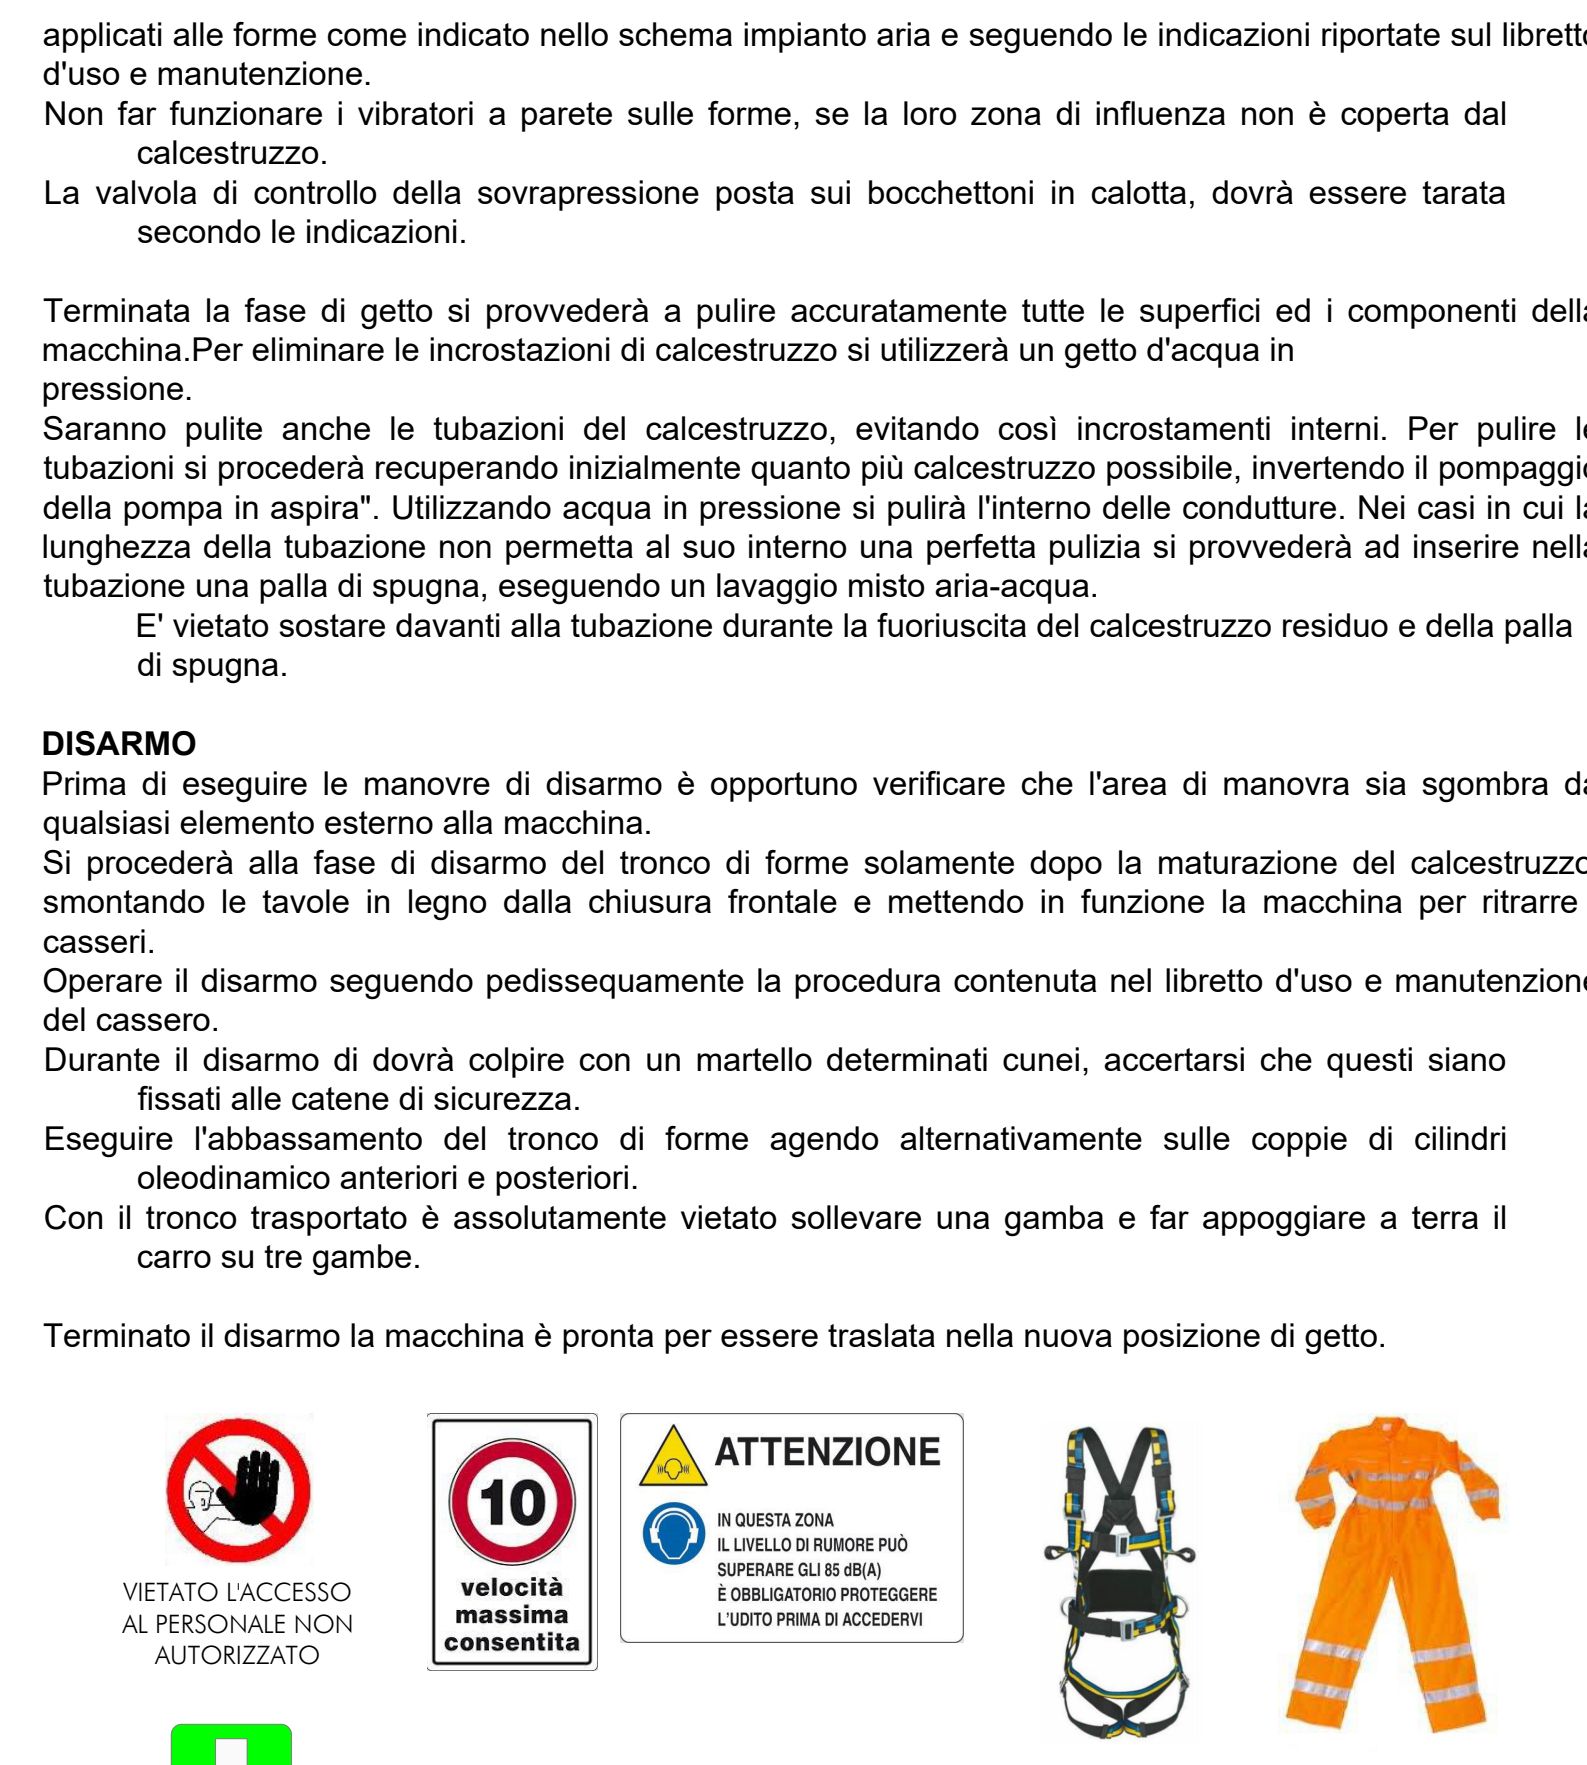 applicati alle forme come indicato nello schema impianto aria e seguendo le indicazioni riportate sul libretto
d'uso e manutenzione.
Non far funzionare i vibratori a parete sulle forme, se la loro zona di influenza non è coperta dal
calcestruzzo.
La valvola di controllo della sovrapressione posta sui bocchettoni in calotta, dovrà essere tarata
secondo le indicazioni.
Terminata la fase di getto si provvederà a pulire accuratamente tutte le superfici ed i componenti della
macchina.Per eliminare le incrostazioni di calcestruzzo si utilizzerà un getto d'acqua in
pressione.
Saranno pulite anche le tubazioni del calcestruzzo, evitando così incrostamenti interni. Per pulire le
tubazioni si procederà recuperando inizialmente quanto più calcestruzzo possibile, invertendo il pompaggio
della pompa in aspira". Utilizzando acqua in pressione si pulirà l'interno delle condutture. Nei casi in cui la
lunghezza della tubazione non permetta al suo interno una perfetta pulizia si provvederà ad inserire nella
tubazione una palla di spugna, eseguendo un lavaggio misto aria-acqua.
E' vietato sostare davanti alla tubazione durante la fuoriuscita del calcestruzzo residuo e della palla
di spugna.
DISARMO
Prima di eseguire le manovre di disarmo è opportuno verificare che l'area di manovra sia sgombra da
qualsiasi elemento esterno alla macchina.
Si procederà alla fase di disarmo del tronco di forme solamente dopo la maturazione del calcestruzzo
smontando le tavole in legno dalla chiusura frontale e mettendo in funzione la macchina per ritrarre
casseri.
Operare il disarmo seguendo pedissequamente la procedura contenuta nel libretto d'uso e manutenzione
del cassero.
Durante il disarmo di dovrà colpire con un martello determinati cunei, accertarsi che questi siano
fissati alle catene di sicurezza.
Eseguire l'abbassamento del tronco di forme agendo alternativamente sulle coppie di cilindri
oleodinamico anteriori e posteriori.
Con il tronco trasportato è assolutamente vietato sollevare una gamba e far appoggiare a terra il
carro su tre gambe.
Terminato il disarmo la macchina è pronta per essere traslata nella nuova posizione di getto.
VIETATO L'ACCESSO
AL PERSONALE NON
AUTORIZZATO
10
velocità
massima
consentita
ATTENZIONE
IN QUESTA ZONA
IL LIVELLO DI RUMORE PUÒ
SUPERARE GLI 85 dB(A)
È OBBLIGATORIO PROTEGGERE
L'UDITO PRIMA DI ACCEDERVI